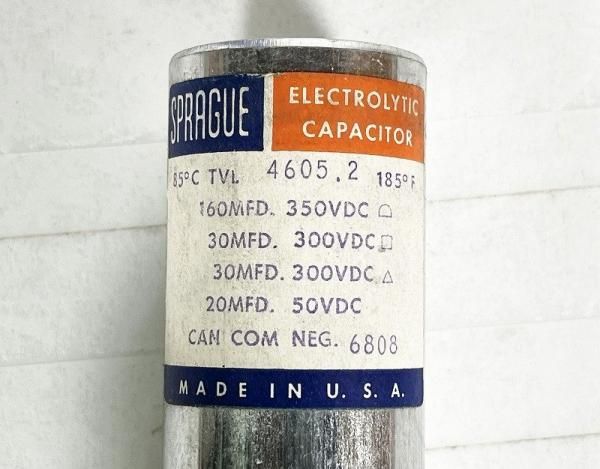 SPRAGUE
ELECTROLYTIC
CAPACITOR
85°C TVL 4605.2 185°F
160MFD. 350VDC ⌓
30MFD. 300VDC □
30MFD. 300VDC △
20MFD. 50VDC
CAN COM NEG. 6808
MADE IN U. S. A.